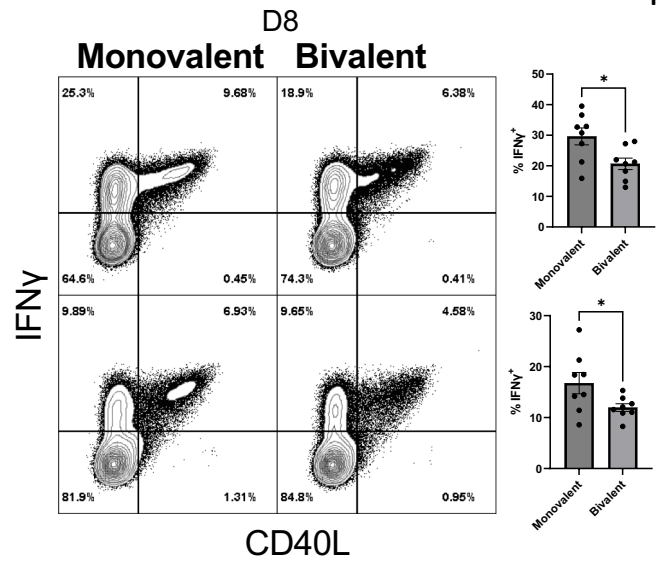 D8
Monovalent Bivalent
25.3% 9.68% 18.9% 6.38%
64.6% 0.45% 74.3% 0.41%
9.89% 6.93% 9.65% 4.58%
81.9% 1.31% 84.8% 0.95%
IFNγ
CD40L
50
40
30
20
10
0
% IFNγ+
*
Monovalent
Bivalent
30
20
10
0
% IFNγ+
*
Monovalent
Bivalent